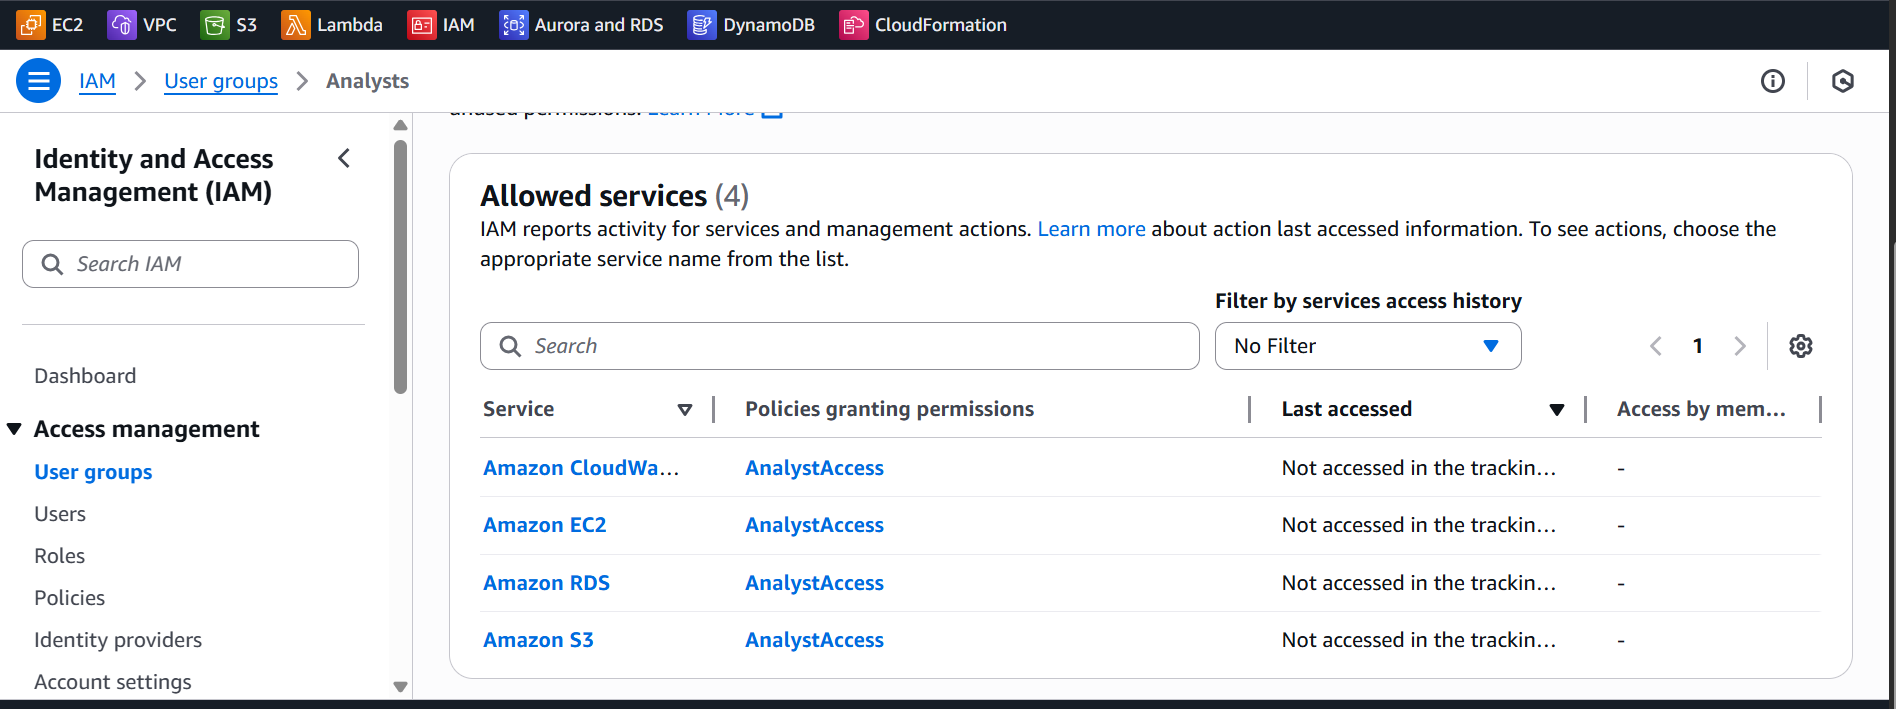 EC2 VPC S3 Lambda IAM Aurora and RDS DynamoDB CloudFormation
IAM User groups Analysts
Identity and Access
Management (IAM)
Search IAM
Dashboard
Access management
User groups
Users
Roles
Policies
Identity providers
Account settings
unused permissions. Learn More
Allowed services (4)
IAM reports activity for services and management actions. Learn more about action last accessed information. To see actions, choose the
appropriate service name from the list.
Filter by services access history
Search
No Filter
1
Service Policies granting permissions Last accessed Access by mem...
Amazon CloudWa... AnalystAccess Not accessed in the trackin... -
Amazon EC2 AnalystAccess Not accessed in the trackin... -
Amazon RDS AnalystAccess Not accessed in the trackin... -
Amazon S3 AnalystAccess Not accessed in the trackin... -